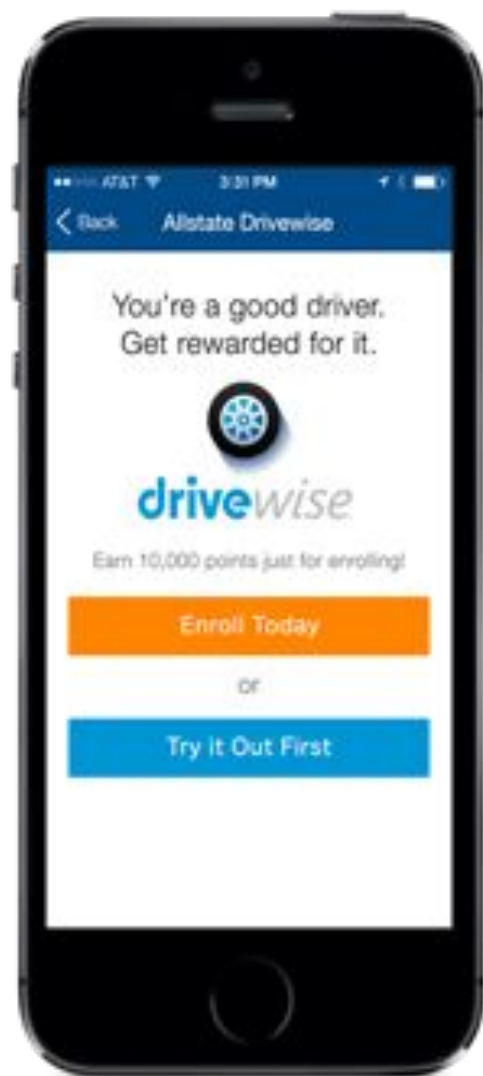 AT&T 3:31 PM
Back Allstate Drivewise
You're a good driver.
Get rewarded for it.
drivewise
Earn 10,000 points just for enrolling!
Enroll Today
or
Try it Out First